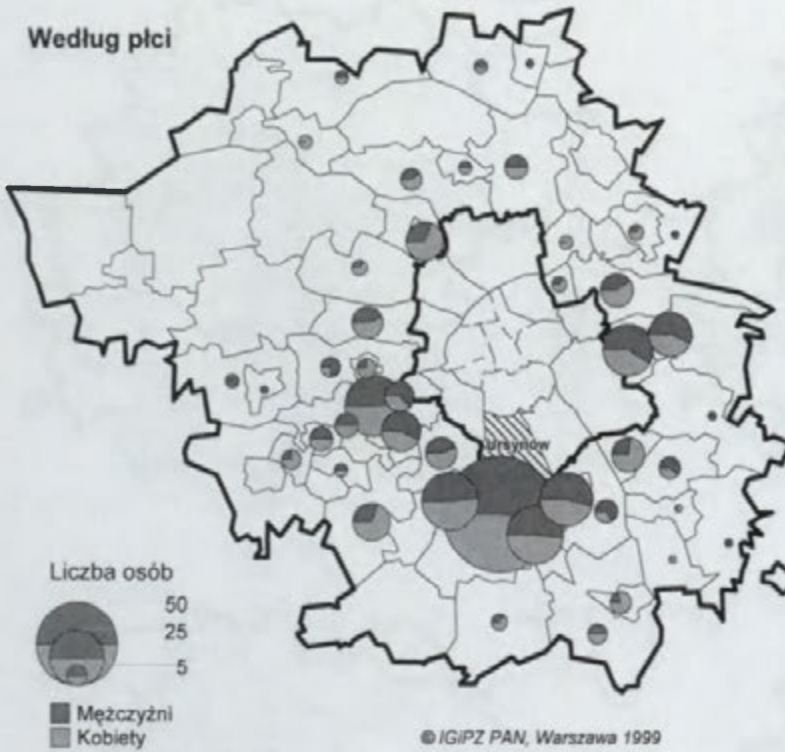 Według płci
Ursynów
Liczba osób
50
25
5
Mężczyźni
Kobiety
© IGiPZ PAN, Warszawa 1999